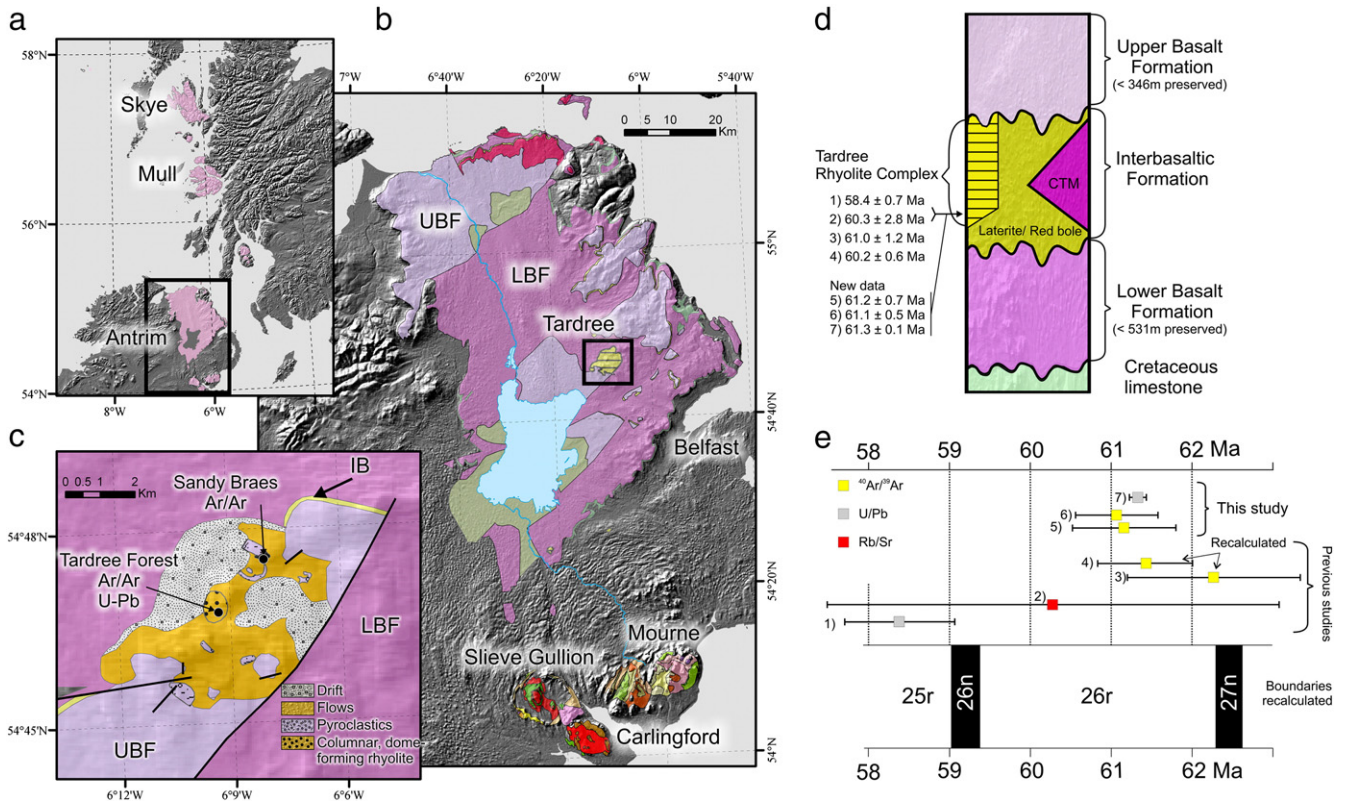 a
58°N
56°N
54°N
8°W
6°W
Skye
Mull
Antrim
b
7°W
6°40'W
6°20'W
6°W
5°40'W
0 5 10 20
Km
UBF
LBF
Tardree
Belfast
Mourne
Slieve Gullion
Carlingford
55°N
54°40'N
54°20'N
54°N
c
0 0.5 1 2
Km
IB
Sandy Braes
Ar/Ar
Tardree Forest
Ar/Ar
U-Pb
LBF
UBF
Drift
Flows
Pyroclastics
Columnar, dome-
forming rhyolite
54°48'N
54°45'N
6°12'W
6°9'W
6°6'W
d
Upper Basalt
Formation
(< 346m preserved)
Tardree
Rhyolite Complex
1) 58.4 ± 0.7 Ma
2) 60.3 ± 2.8 Ma
3) 61.0 ± 1.2 Ma
4) 60.2 ± 0.6 Ma
New data
5) 61.2 ± 0.7 Ma
6) 61.1 ± 0.5 Ma
7) 61.3 ± 0.1 Ma
CTM
Laterite/ Red bole
Interbasaltic
Formation
Lower Basalt
Formation
(< 531m preserved)
Cretaceous
limestone
e
58 59 60 61 62 Ma
40Ar/39Ar
U/Pb
Rb/Sr
7)
6)
5)
This study
Recalculated
4)
3)
2)
1)
Previous studies
25r
26n
26r
27n
Boundaries
recalculated
58 59 60 61 62 Ma